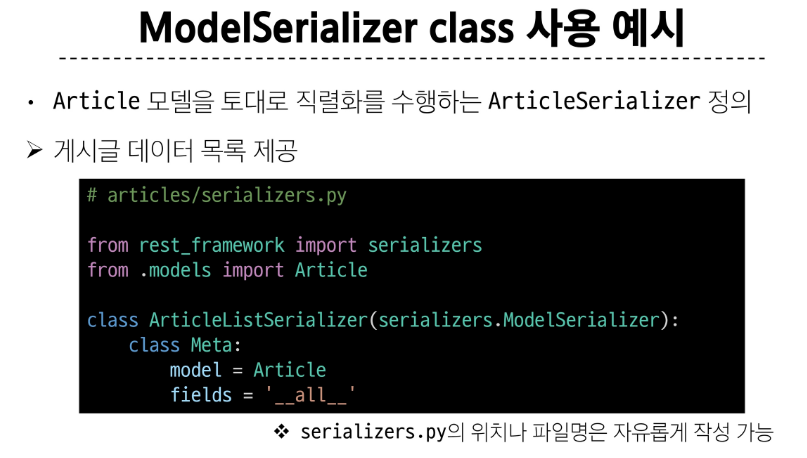 ModelSerializer class 사용 예시
• Article 모델을 토대로 직렬화를 수행하는 ArticleSerializer 정의
➢ 게시글 데이터 목록 제공
# articles/serializers.py
from rest_framework import serializers
from .models import Article
class ArticleListSerializer(serializers.ModelSerializer):
    class Meta:
        model = Article
        fields = '__all__'
❖ serializers.py의 위치나 파일명은 자유롭게 작성 가능